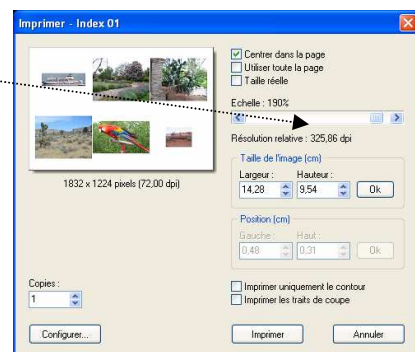 Imprimer - Index 01
Centrer dans la page
Utiliser toute la page
Taille réelle
Echelle : 190%
Résolution relative : 325,86 dpi
1832 x 1224 pixels (72,00 dpi)
Taille de l'image (cm)
Largeur : Hauteur :
14,28 9,54 Ok
Position (cm)
Gauche : Haut :
0,48 0,31 Ok
Copies :
1
Imprimer uniquement le contour
Imprimer les traits de coupe
Configurer... Imprimer Annuler